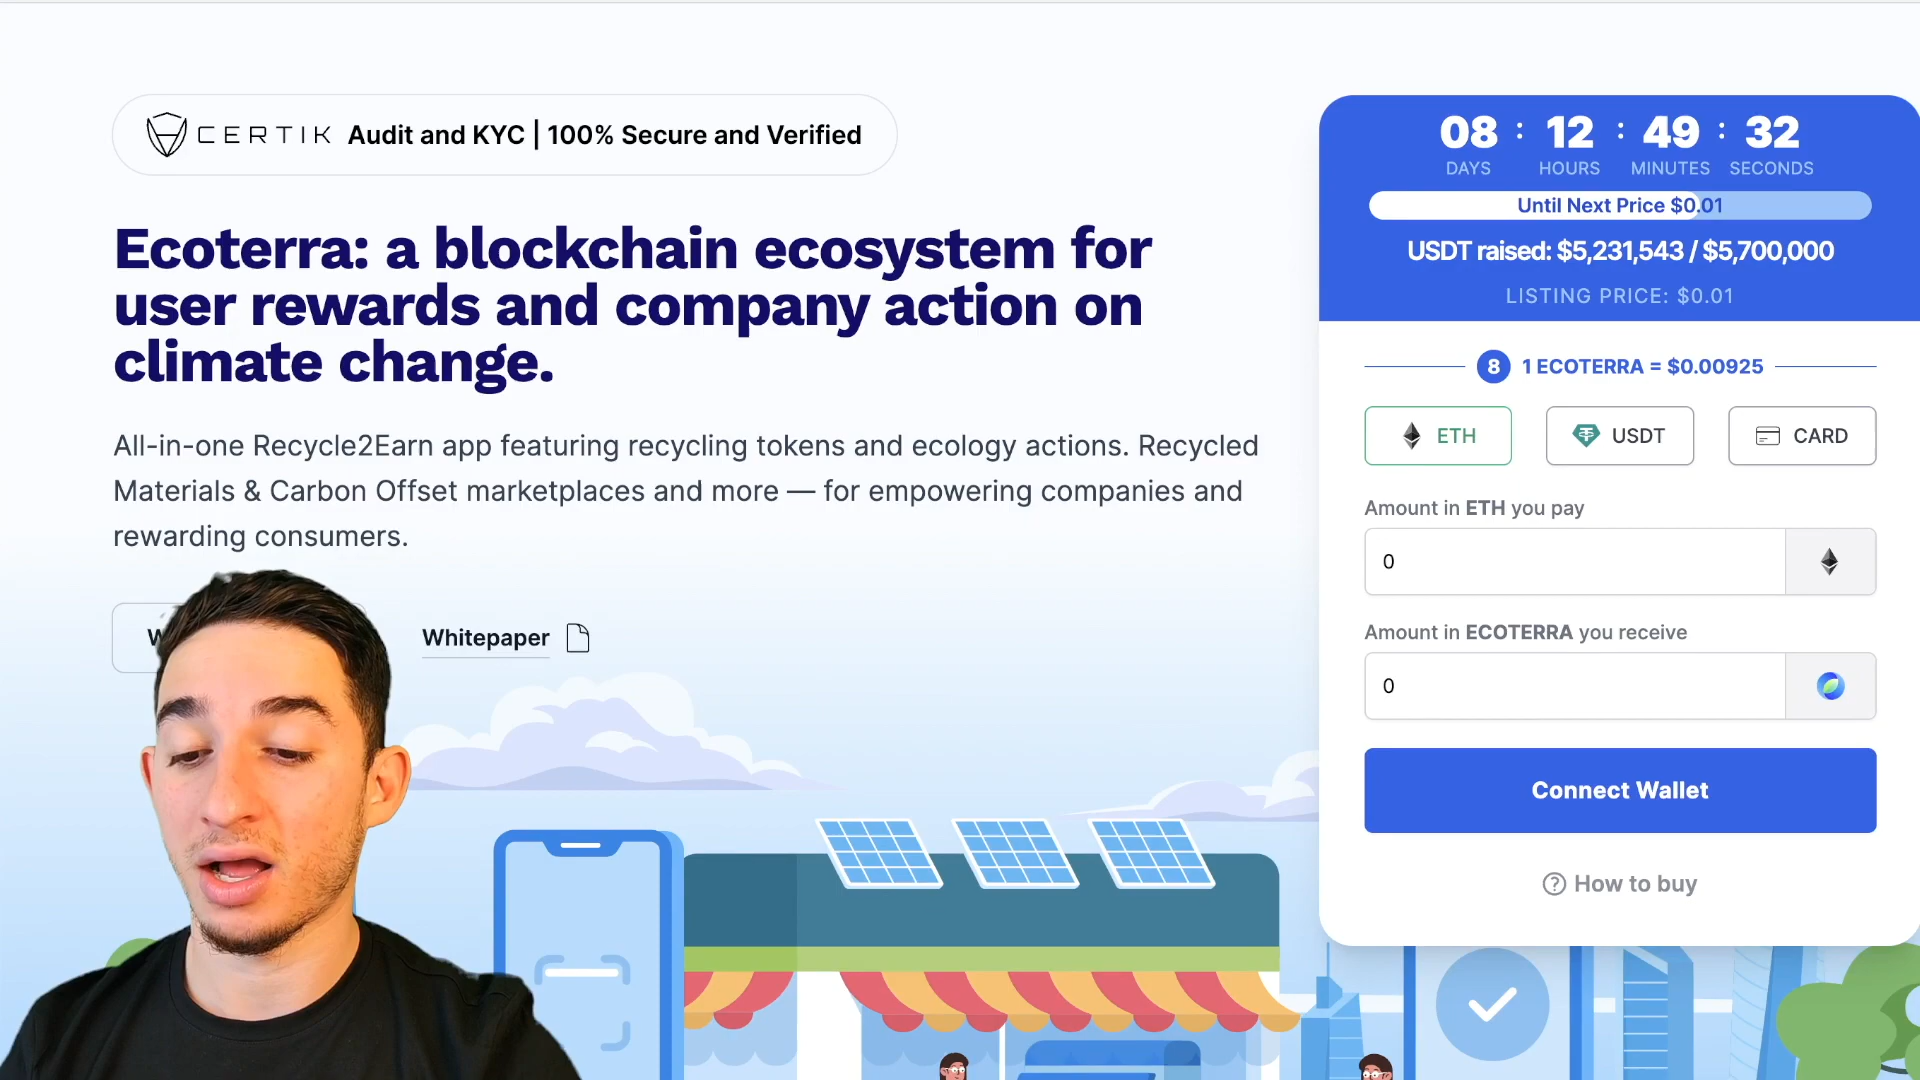 CERTIK Audit and KYC | 100% Secure and Verified
Ecoterra: a blockchain ecosystem for
user rewards and company action on
climate change.
All-in-one Recycle2Earn app featuring recycling tokens and ecology actions. Recycled
Materials & Carbon Offset marketplaces and more — for empowering companies and
rewarding consumers.
Whitepaper
08 : 12 : 49 : 32
DAYS HOURS MINUTES SECONDS
Until Next Price $0.01
USDT raised: $5,231,543 / $5,700,000
LISTING PRICE: $0.01
8 1 ECOTERRA = $0.00925
ETH USDT CARD
Amount in ETH you pay
0
Amount in ECOTERRA you receive
0
Connect Wallet
? How to buy